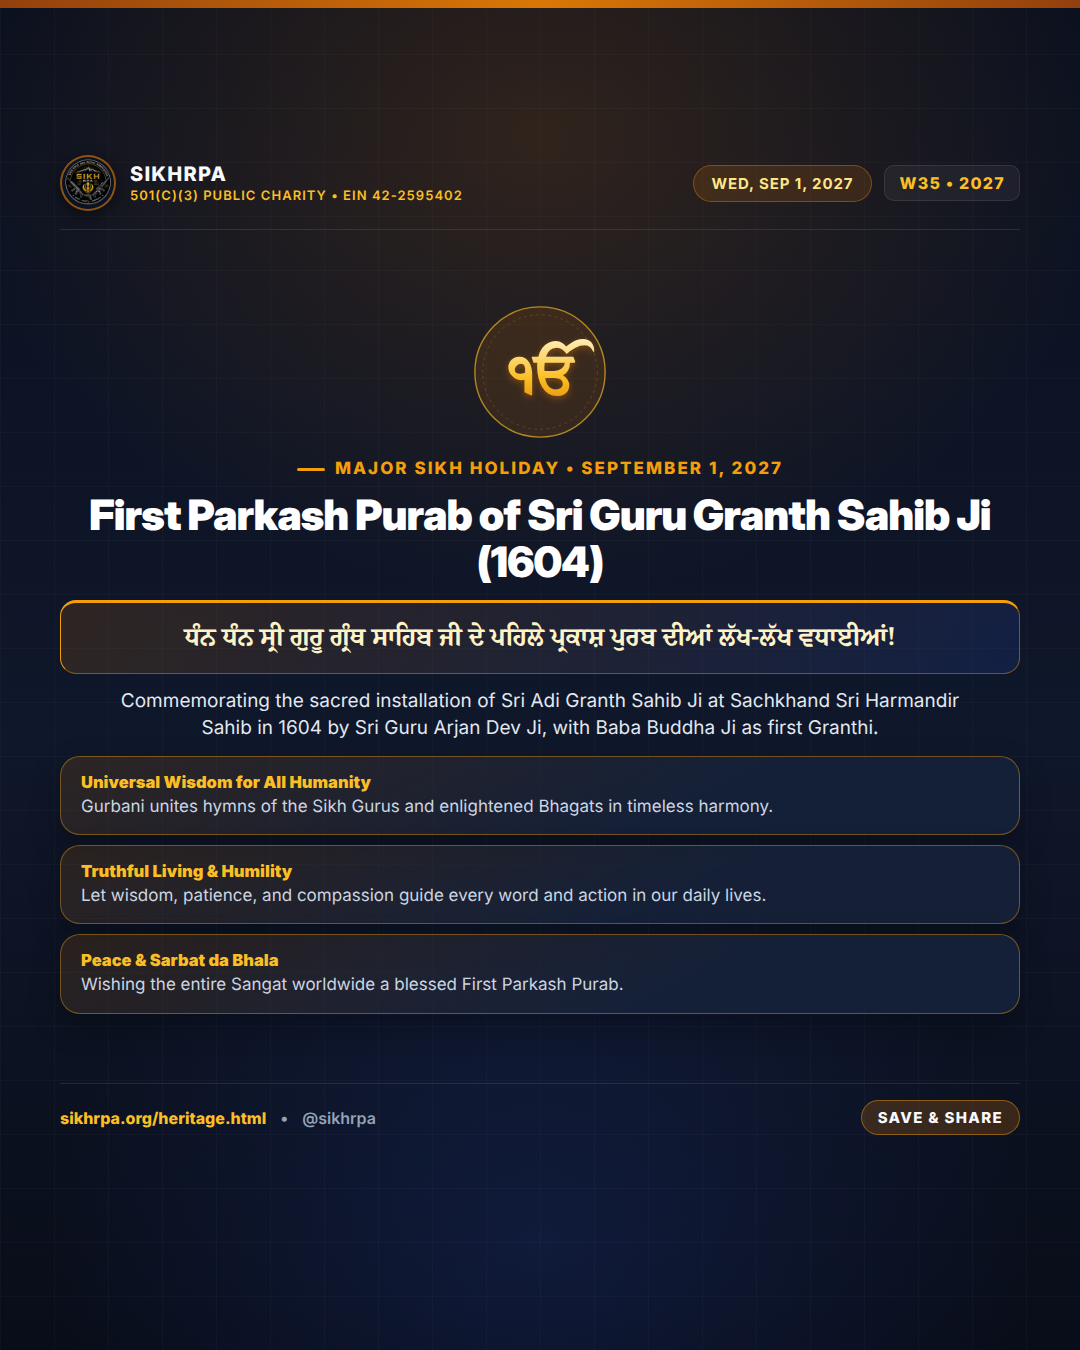 SIKH
SIKHRPA
501(C)(3) PUBLIC CHARITY • EIN 42-2595402
WED, SEP 1, 2027
W35 • 2027
ੴ
MAJOR SIKH HOLIDAY • SEPTEMBER 1, 2027
First Parkash Purab of Sri Guru Granth Sahib Ji
(1604)
ਧੰਨ ਧੰਨ ਸ੍ਰੀ ਗੁਰੂ ਗ੍ਰੰਥ ਸਾਹਿਬ ਜੀ ਦੇ ਪਹਿਲੇ ਪ੍ਰਕਾਸ਼ ਪੁਰਬ ਦੀਆਂ ਲੱਖ-ਲੱਖ ਵਧਾਈਆਂ!
Commemorating the sacred installation of Sri Adi Granth Sahib Ji at Sachkhand Sri Harmandir
Sahib in 1604 by Sri Guru Arjan Dev Ji, with Baba Buddha Ji as first Granthi.
Universal Wisdom for All Humanity
Gurbani unites hymns of the Sikh Gurus and enlightened Bhagats in timeless harmony.
Truthful Living & Humility
Let wisdom, patience, and compassion guide every word and action in our daily lives.
Peace & Sarbat da Bhala
Wishing the entire Sangat worldwide a blessed First Parkash Purab.
sikhrpa.org/heritage.html • @sikhrpa
SAVE & SHARE